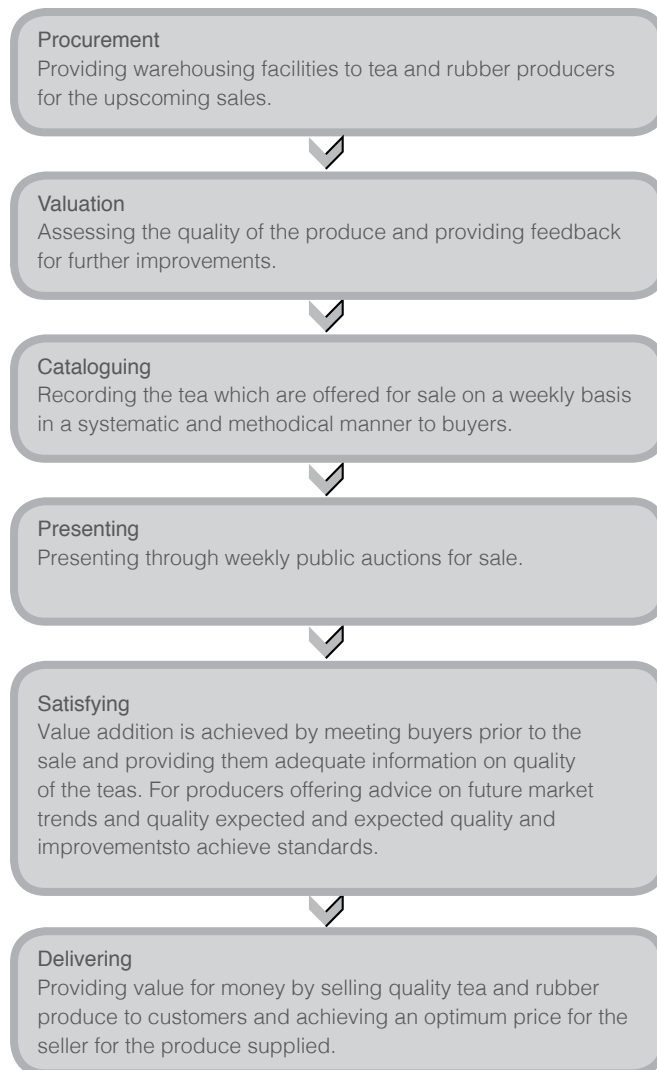 Procurement
Providing warehousing facilities to tea and rubber producers
for the upscoming sales.
Valuation
Assessing the quality of the produce and providing feedback
for further improvements.
Cataloguing
Recording the tea which are offered for sale on a weekly basis
in a systematic and methodical manner to buyers.
Presenting
Presenting through weekly public auctions for sale.
Satisfying
Value addition is achieved by meeting buyers prior to the
sale and providing them adequate information on quality
of the teas. For producers offering advice on future market
trends and quality expected and expected quality and
improvementsto achieve standards.
Delivering
Providing value for money by selling quality tea and rubber
produce to customers and achieving an optimum price for the
seller for the produce supplied.